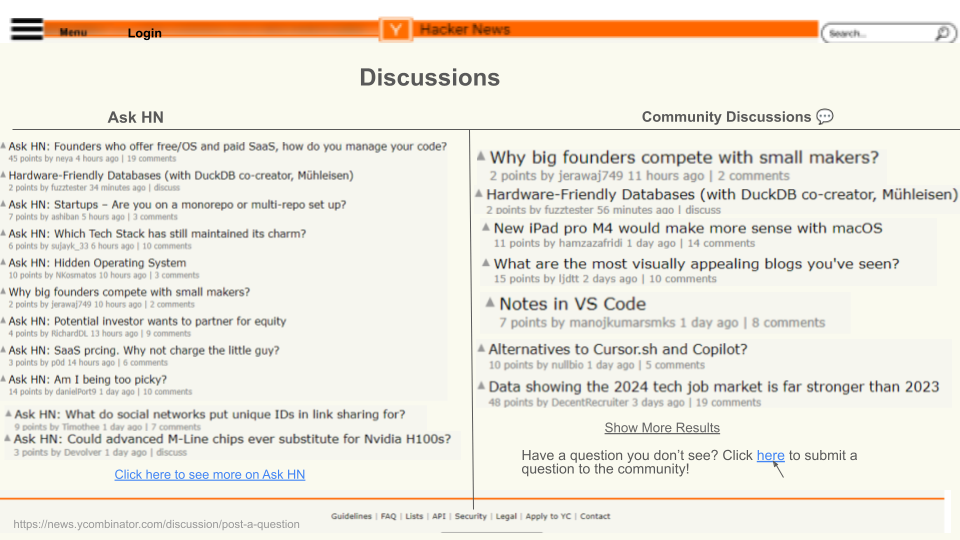 Menu
Login
Y
Hacker News
Search...
Discussions
Ask HN
Ask HN: Founders who offer free/OS and paid SaaS, how do you manage your code?
45 points by neya 4 hours ago | 19 comments
Hardware-Friendly Databases (with DuckDB co-creator, Mühleisen)
2 points by fuzztester 34 minutes ago | discuss
Ask HN: Startups – Are you on a monorepo or multi-repo set up?
7 points by ashiban 5 hours ago | 3 comments
Ask HN: Which Tech Stack has still maintained its charm?
6 points by sujayk_33 6 hours ago | 10 comments
Ask HN: Hidden Operating System
10 points by NKosmatos 10 hours ago | 3 comments
Why big founders compete with small makers?
2 points by jerawaj749 10 hours ago | 2 comments
Ask HN: Potential investor wants to partner for equity
4 points by RichardDL 13 hours ago | 9 comments
Ask HN: SaaS prcing. Why not charge the little guy?
3 points by p0d 14 hours ago | 6 comments
Ask HN: Am I being too picky?
14 points by danielPort9 1 day ago | 10 comments
Ask HN: What do social networks put unique IDs in link sharing for?
9 points by Timothee 1 day ago | 7 comments
Ask HN: Could advanced M-Line chips ever substitute for Nvidia H100s?
3 points by Devolver 1 day ago | discuss
Click here to see more on Ask HN
Community Discussions 💬
Why big founders compete with small makers?
2 points by jerawaj749 11 hours ago | 2 comments
Hardware-Friendly Databases (with DuckDB co-creator, Mühleisen)
2 points by fuzztester 56 minutes ago | discuss
New iPad pro M4 would make more sense with macOS
11 points by hamzazafridi 1 day ago | 14 comments
What are the most visually appealing blogs you've seen?
15 points by ljdtt 2 days ago | 10 comments
Notes in VS Code
7 points by manojkumarsmks 1 day ago | 8 comments
Alternatives to Cursor.sh and Copilot?
10 points by nullbio 1 day ago | 5 comments
Data showing the 2024 tech job market is far stronger than 2023
48 points by DecentRecruiter 3 days ago | 19 comments
Show More Results
Have a question you don't see? Click here to submit a
question to the community!
Guidelines | FAQ | Lists | API | Security | Legal | Apply to YC | Contact
https://news.ycombinator.com/discussion/post-a-question